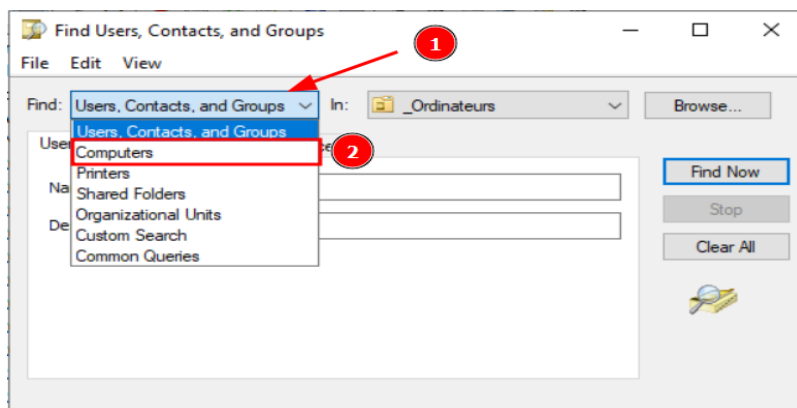 Find Users, Contacts, and Groups
1
File Edit View
Find: Users, Contacts, and Groups In: _Ordinateurs Browse...
Users, Contacts, and Groups
Computers
2
Printers
Shared Folders
Organizational Units
Custom Search
Common Queries
Find Now
Stop
Clear All